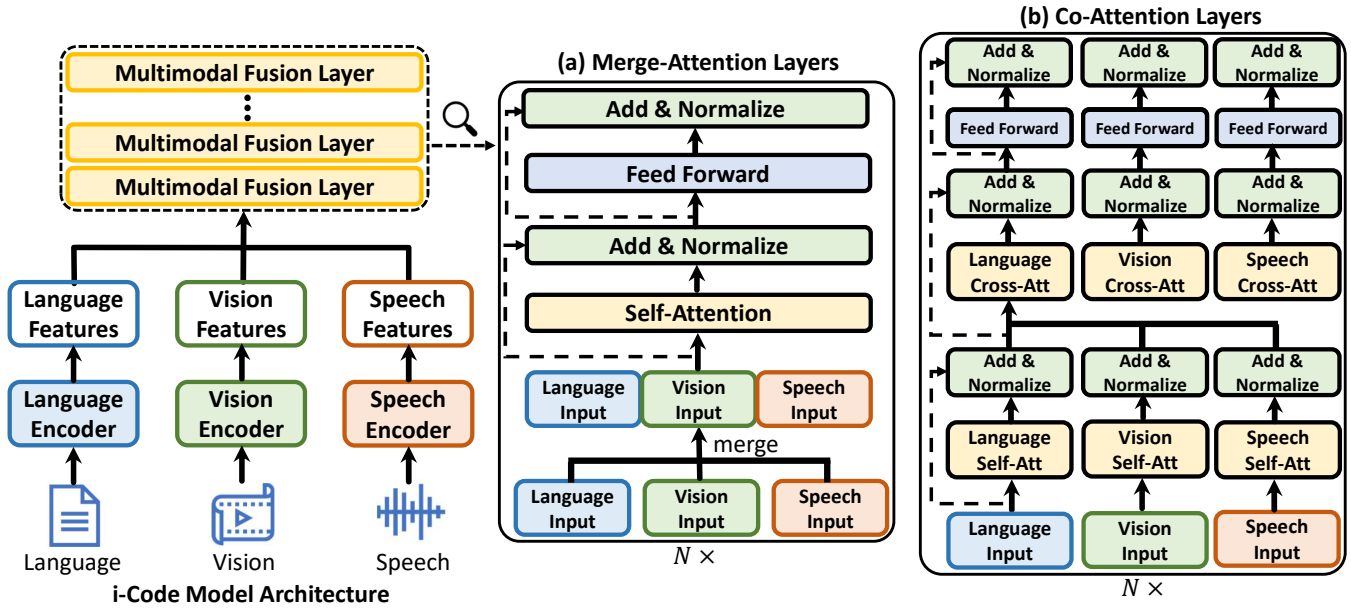 Multimodal Fusion Layer
Multimodal Fusion Layer
Multimodal Fusion Layer
Language
Features
Vision
Features
Speech
Features
Language
Encoder
Vision
Encoder
Speech
Encoder
Language
Vision
Speech
i-Code Model Architecture
(a) Merge-Attention Layers
Add & Normalize
Feed Forward
Add & Normalize
Self-Attention
Language
Input
Vision
Input
Speech
Input
merge
Language
Input
Vision
Input
Speech
Input
N ×
(b) Co-Attention Layers
Add &
Normalize
Add &
Normalize
Add &
Normalize
Feed Forward
Feed Forward
Feed Forward
Add &
Normalize
Add &
Normalize
Add &
Normalize
Language
Cross-Att
Vision
Cross-Att
Speech
Cross-Att
Add &
Normalize
Add &
Normalize
Add &
Normalize
Language
Self-Att
Vision
Self-Att
Speech
Self-Att
Language
Input
Vision
Input
Speech
Input
N ×